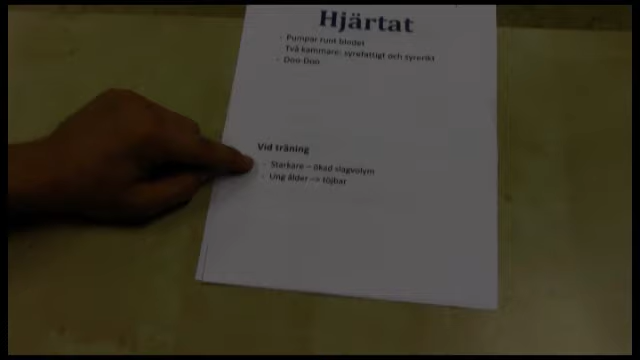 Hjärtat
- Pumpar runt blodet
Två kammare: syrefattigt och syrerikt
- Doo-Doo
Vid träning
- Starkare – ökad slagvolym
- Ung ålder –> töjbar